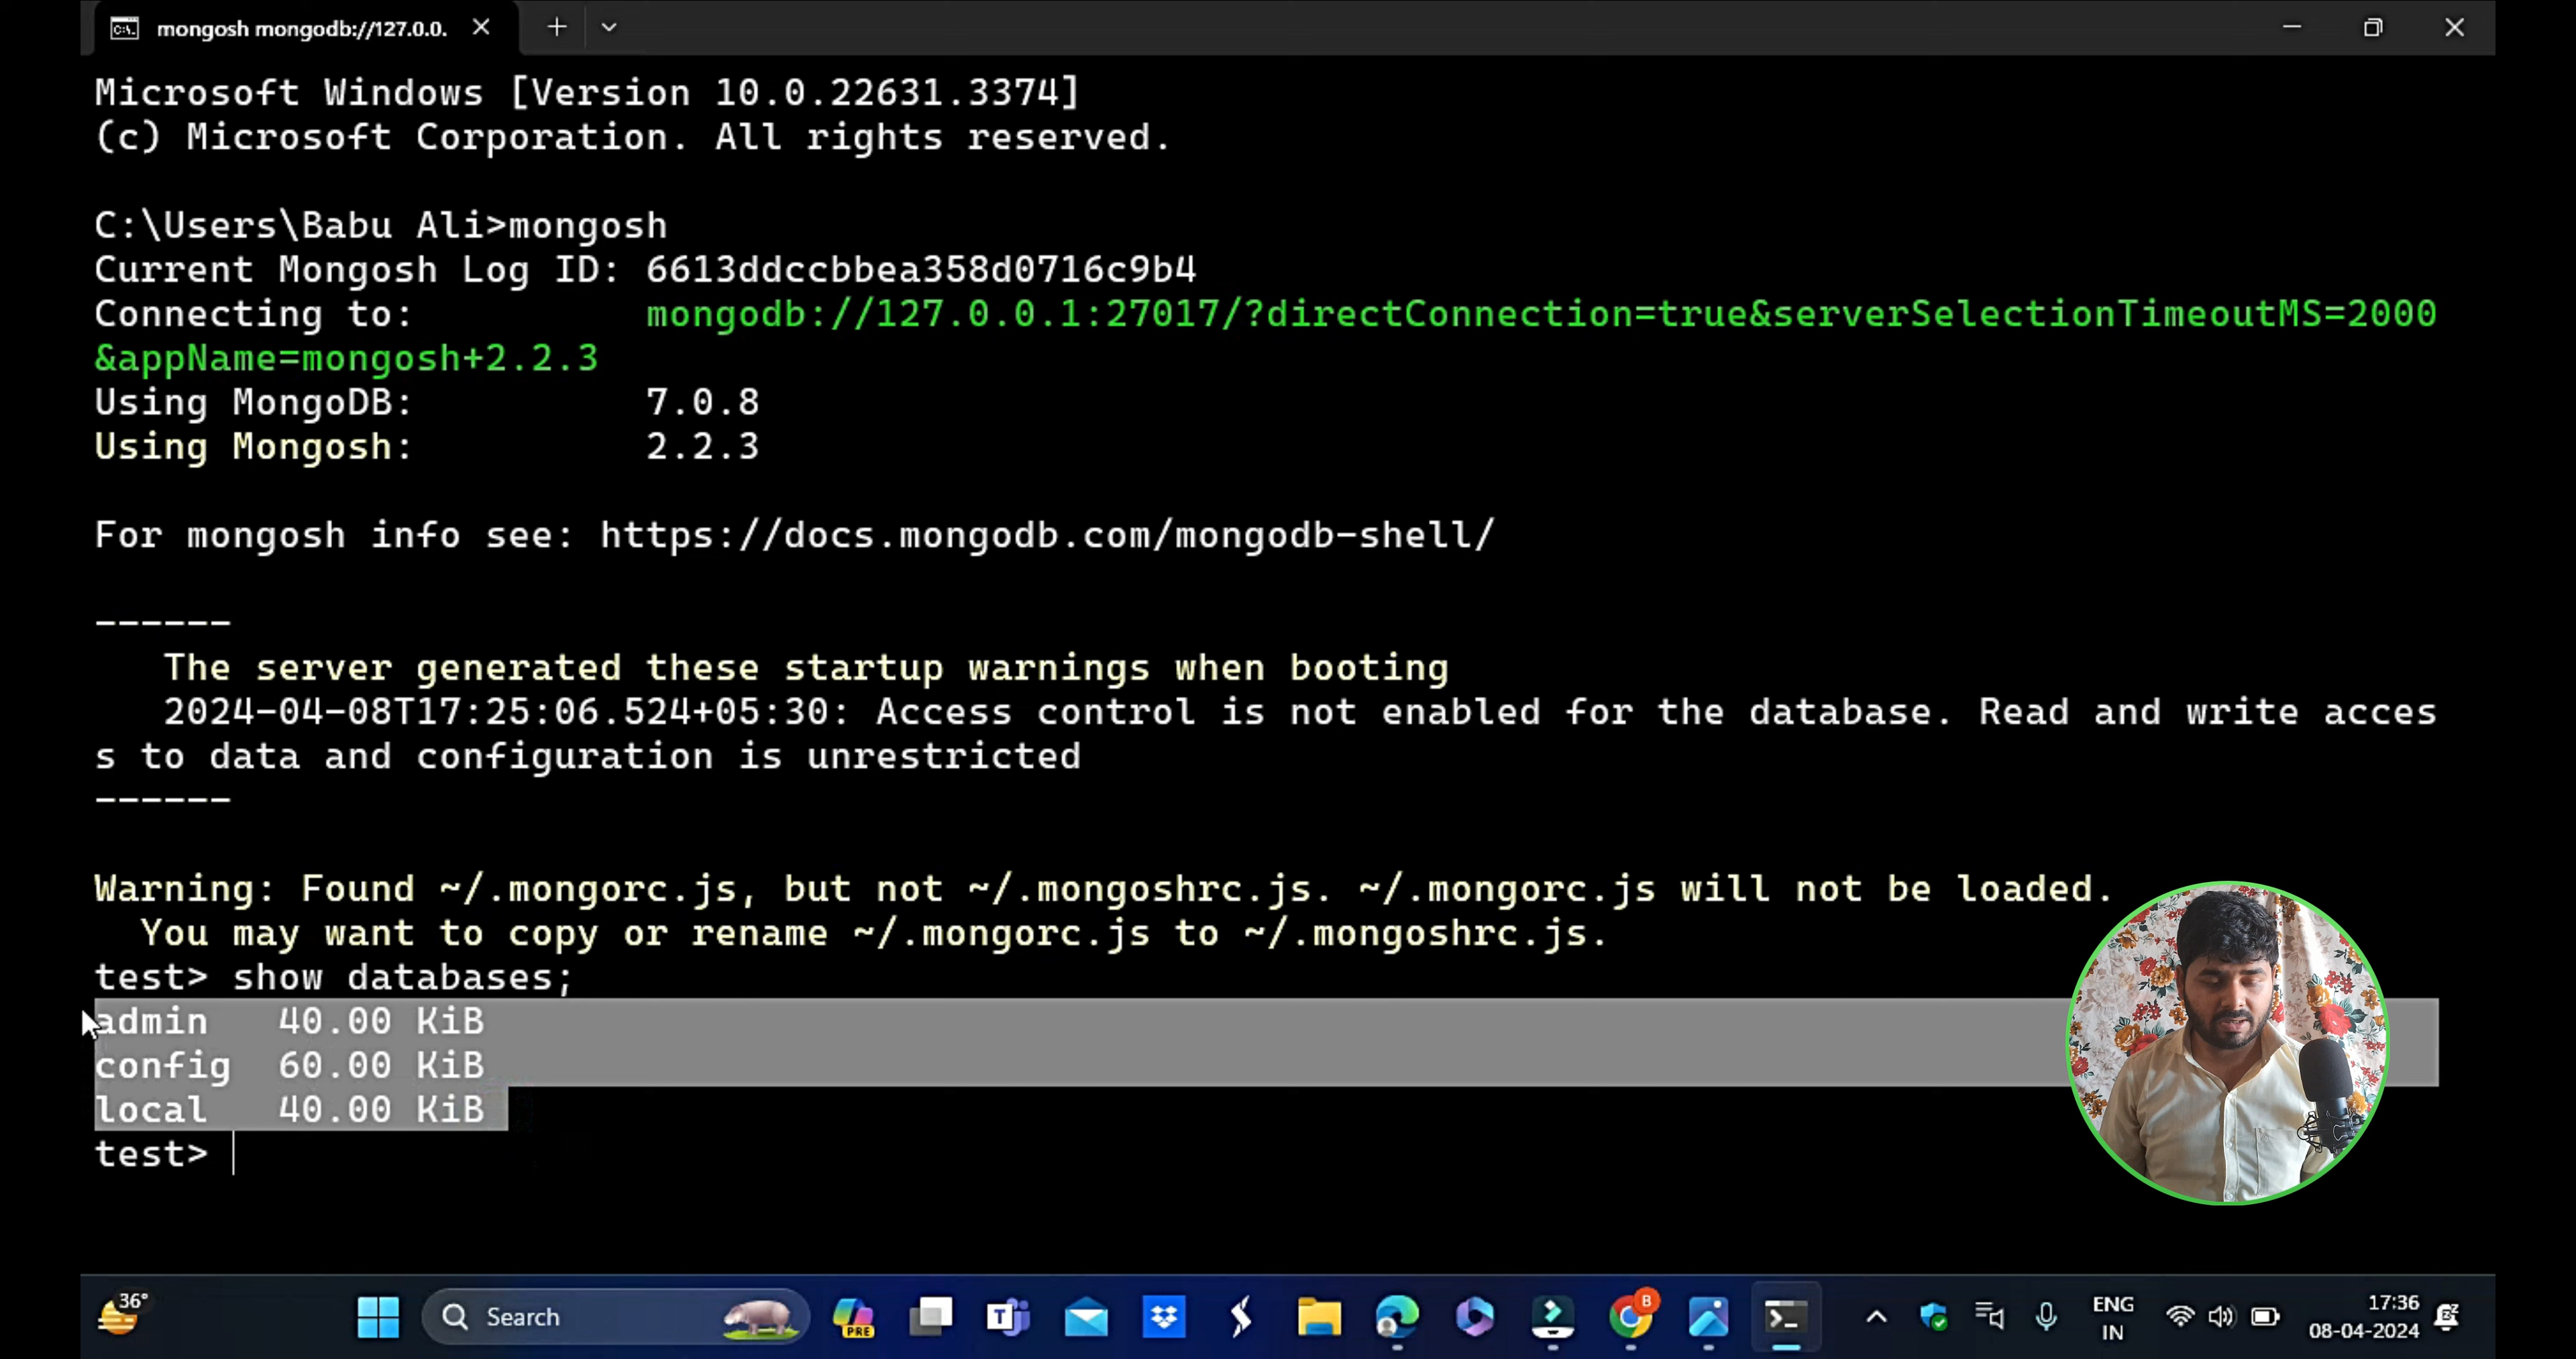 mongosh mongodb://127.0.0.
Microsoft Windows [Version 10.0.22631.3374]
(c) Microsoft Corporation. All rights reserved.
C:\Users\Babu Ali>mongosh
Current Mongosh Log ID: 6613ddccbbea358d0716c9b4
Connecting to: mongodb://127.0.0.1:27017/?directConnection=true&serverSelectionTimeoutMS=2000
&appName=mongosh+2.2.3
Using MongoDB: 7.0.8
Using Mongosh: 2.2.3
For mongosh info see: https://docs.mongodb.com/mongodb-shell/
------
The server generated these startup warnings when booting
2024-04-08T17:25:06.524+05:30: Access control is not enabled for the database. Read and write acces
s to data and configuration is unrestricted
------
Warning: Found ~/.mongorc.js, but not ~/.mongoshrc.js. ~/.mongorc.js will not be loaded.
You may want to copy or rename ~/.mongorc.js to ~/.mongoshrc.js.
test> show databases;
admin 40.00 KiB
config 60.00 KiB
local 40.00 KiB
test>
36°
Search
PRE
T
B
ENG
IN
17:36
08-04-2024